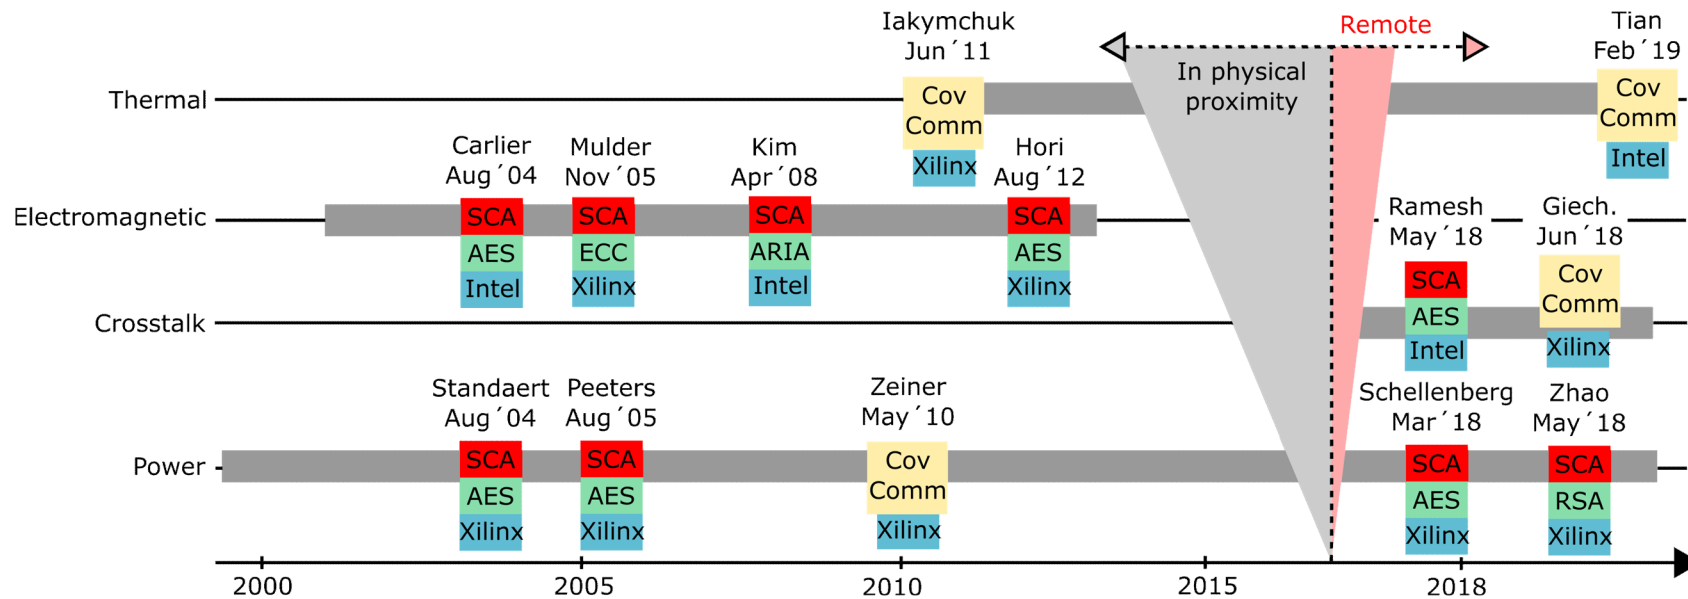 Iakymchuk
Jun´11
Remote
Tian
Feb´19
In physical
proximity
Thermal
Cov
Comm
Xilinx
Cov
Comm
Intel
Carlier
Aug´04
Mulder
Nov´05
Kim
Apr´08
Hori
Aug´12
Ramesh
May´18
Giech.
Jun´18
Electromagnetic
SCA
AES
Intel
SCA
ECC
Xilinx
SCA
ARIA
Intel
SCA
AES
Xilinx
Crosstalk
SCA
AES
Intel
Cov
Comm
Xilinx
Standaert
Aug´04
Peeters
Aug´05
Zeiner
May´10
Schellenberg
Mar´18
Zhao
May´18
Power
SCA
AES
Xilinx
SCA
AES
Xilinx
Cov
Comm
Xilinx
SCA
AES
Xilinx
SCA
RSA
Xilinx
2000
2005
2010
2015
2018